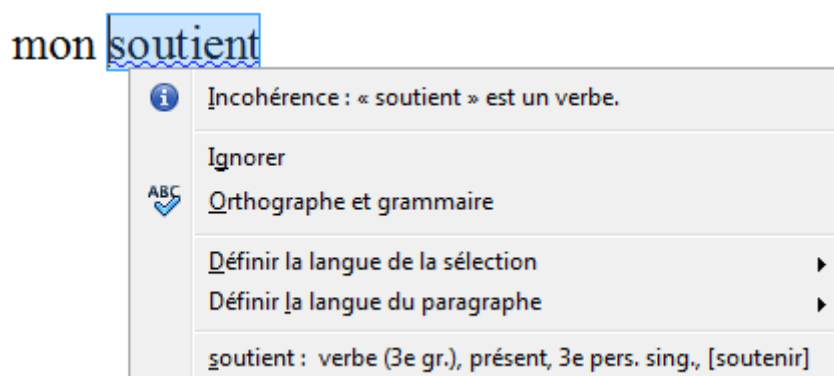 mon soutient
Incohérence : « soutient » est un verbe.
Ignorer
ABC
Orthographe et grammaire
Définir la langue de la sélection
Définir la langue du paragraphe
soutient : verbe (3e gr.), présent, 3e pers. sing., [soutenir]